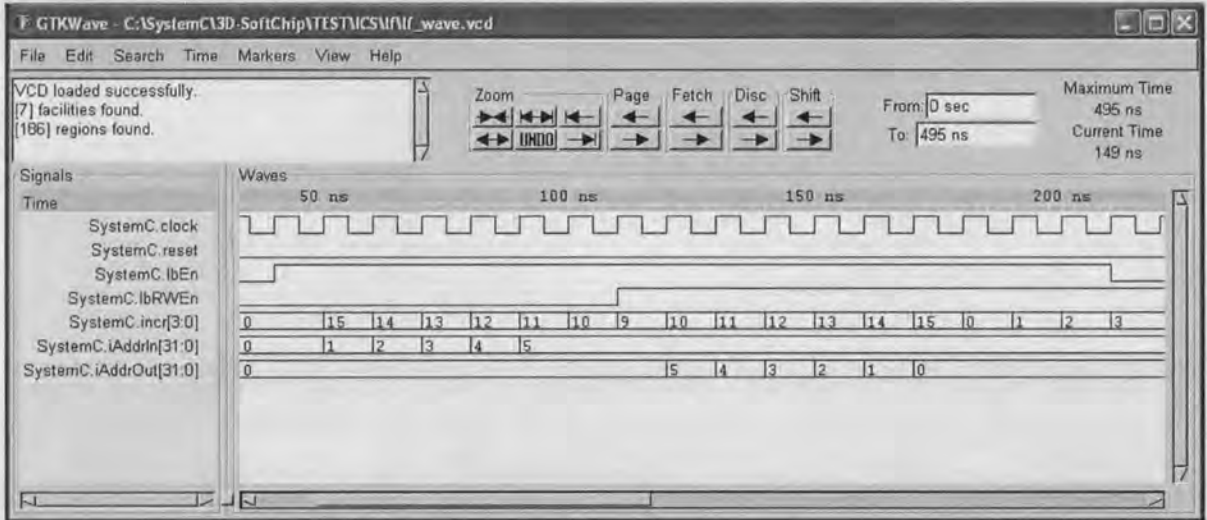 GTKWave - C:\SystemC\3D-SoftChip\TEST\ICS\lf\lf_wave.vcd
File Edit Search Time Markers View Help
VCD loaded successfully.
[7] facilities found.
[186] regions found.
Zoom Page Fetch Disc Shift
UNDO
From: 0 sec
To: 495 ns
Maximum Time
495 ns
Current Time
149 ns
Signals
Waves
Time
50 ns 100 ns 150 ns 200 ns
SystemC.clock
SystemC.reset
SystemC.lbEn
SystemC.lbRWEn
SystemC.incr[3:0] 0 15 14 13 12 11 10 9 10 11 12 13 14 15 0 1 2 3
SystemC.iAddrIn[31:0] 0 1 2 3 4 5
SystemC.iAddrOut[31:0] 0 5 4 3 2 1 0